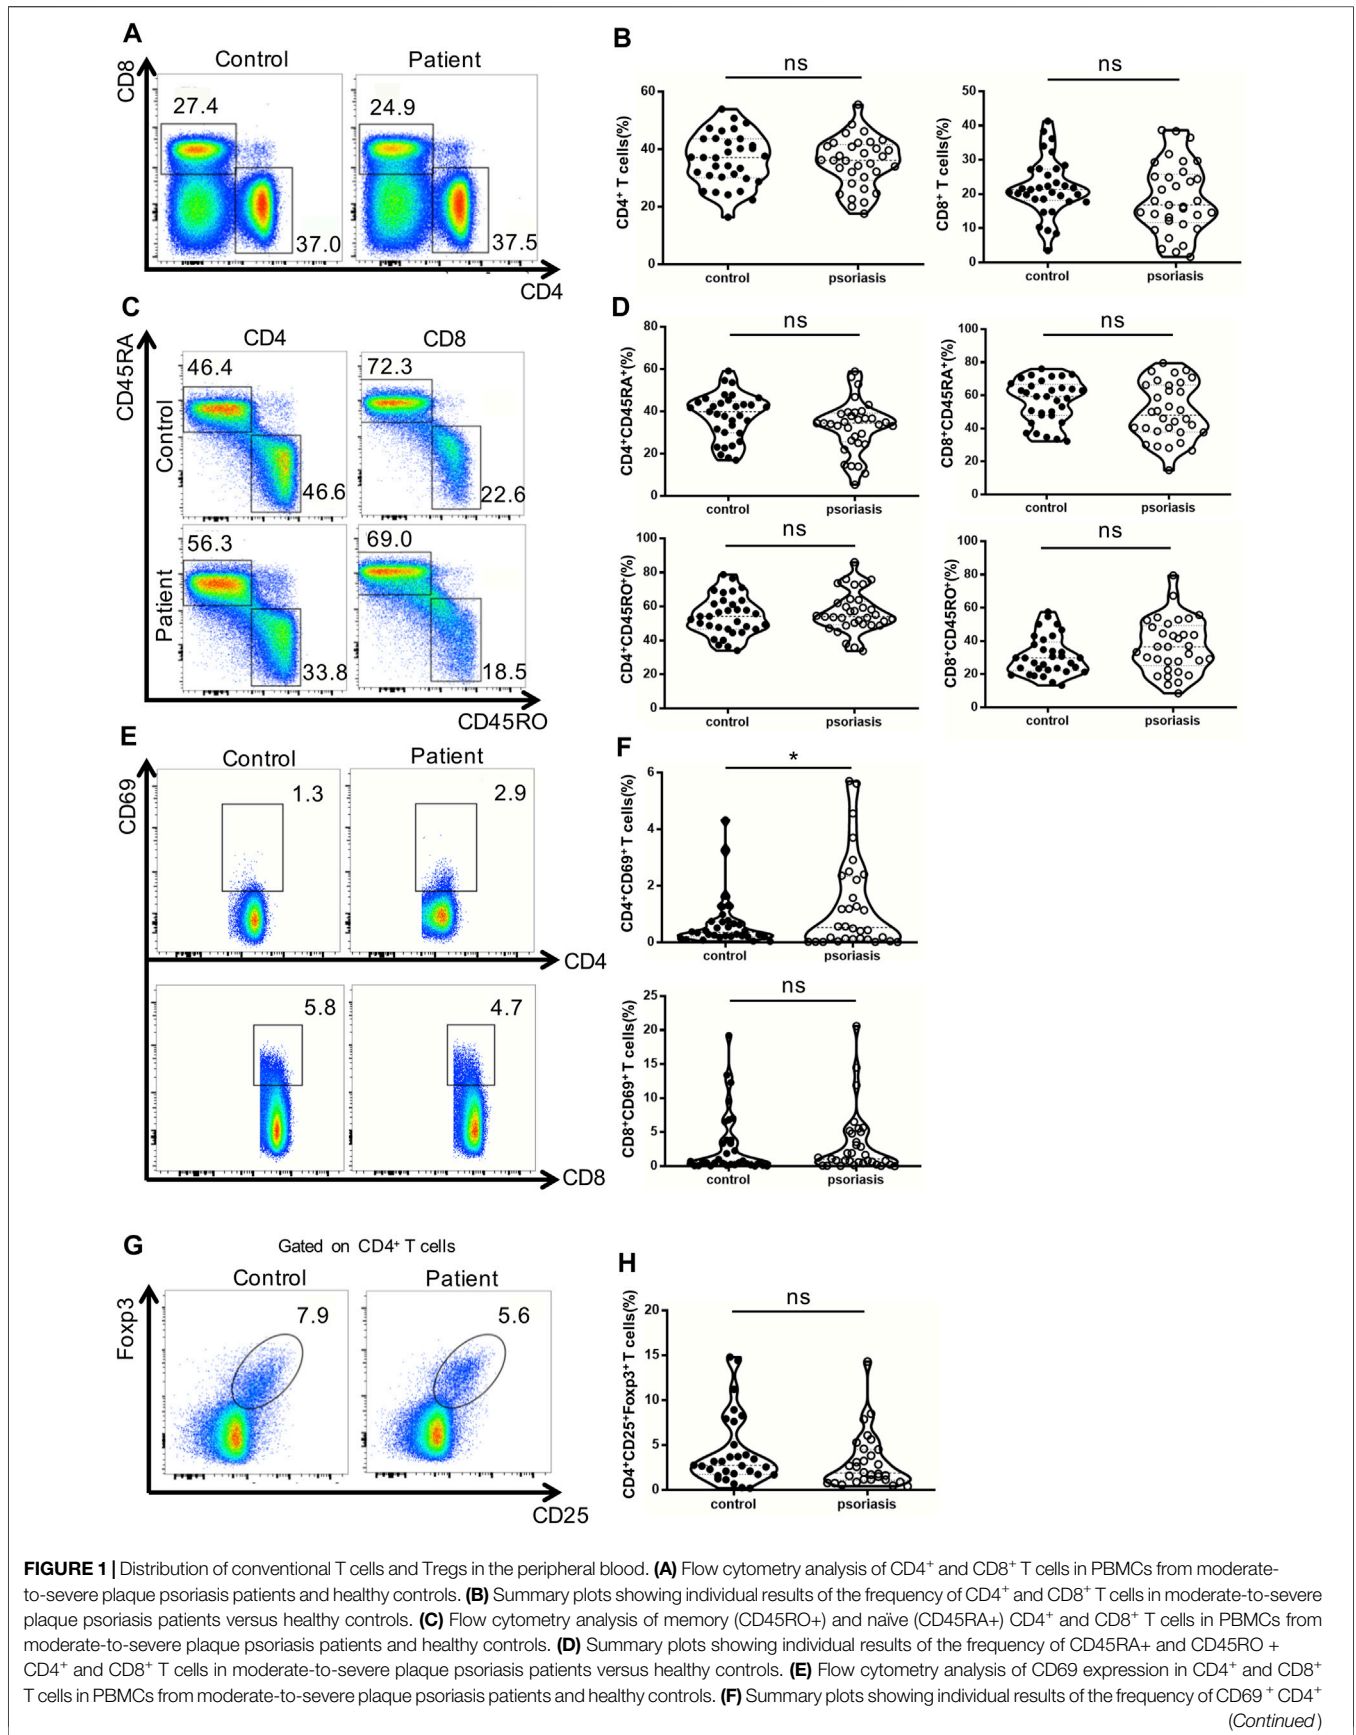 A
Control
Patient
CD8
27.4
24.9
37.0
37.5
CD4
B
ns
CD4+ T cells(%)
60
40
20
0
control
psoriasis
ns
CD8+ T cells(%)
50
40
30
20
10
0
control
psoriasis
C
CD4
CD8
CD45RA
Control
46.4
72.3
46.6
22.6
Patient
56.3
69.0
33.8
18.5
CD45RO
D
ns
CD4+CD45RA+(%)
80
60
40
20
0
control
psoriasis
ns
CD8+CD45RA+(%)
100
80
60
40
20
0
control
psoriasis
ns
CD4+CD45RO+(%)
100
80
60
40
20
0
control
psoriasis
ns
CD8+CD45RO+(%)
100
80
60
40
20
0
control
psoriasis
E
Control
Patient
CD69
1.3
2.9
CD4
5.8
4.7
CD8
F
*
CD4+CD69+ T cells(%)
6
4
2
0
control
psoriasis
ns
CD8+CD69+ T cells(%)
25
20
15
10
5
0
control
psoriasis
G
Gated on CD4+ T cells
Control
Patient
Foxp3
7.9
5.6
CD25
H
ns
CD4+CD25+Foxp3+T cells(%)
20
15
10
5
0
control
psoriasis
FIGURE 1 | Distribution of conventional T cells and Tregs in the peripheral blood. (A) Flow cytometry analysis of CD4+ and CD8+ T cells in PBMCs from moderate-
to-severe plaque psoriasis patients and healthy controls. (B) Summary plots showing individual results of the frequency of CD4+ and CD8+ T cells in moderate-to-severe
plaque psoriasis patients versus healthy controls. (C) Flow cytometry analysis of memory (CD45RO+) and naïve (CD45RA+) CD4+ and CD8+ T cells in PBMCs from
moderate-to-severe plaque psoriasis patients and healthy controls. (D) Summary plots showing individual results of the frequency of CD45RA+ and CD45RO +
CD4+ and CD8+ T cells in moderate-to-severe plaque psoriasis patients versus healthy controls. (E) Flow cytometry analysis of CD69 expression in CD4+ and CD8+
T cells in PBMCs from moderate-to-severe plaque psoriasis patients and healthy controls. (F) Summary plots showing individual results of the frequency of CD69 + CD4+
(Continued)